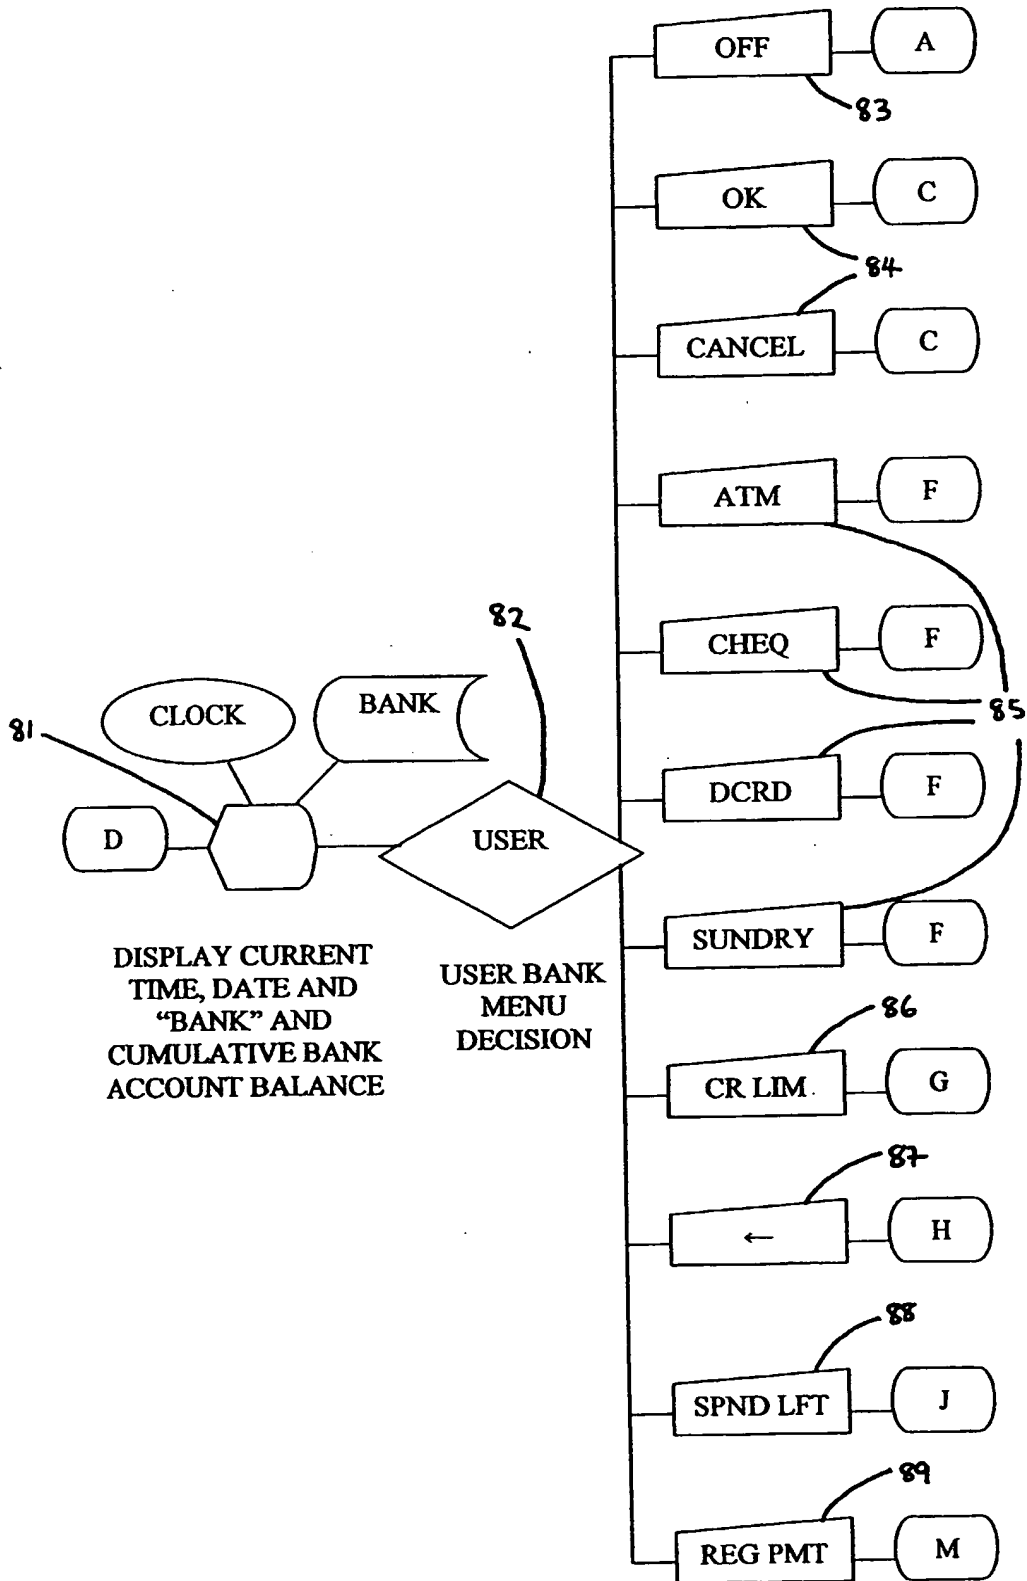 OFF
A
83
OK
C
84
CANCEL
C
ATM
F
82
CHEQ
F
CLOCK
BANK
85
81
DCRD
F
D
USER
SUNDRY
F
DISPLAY CURRENT
TIME, DATE AND
“BANK” AND
CUMULATIVE BANK
ACCOUNT BALANCE
USER BANK
MENU
DECISION
86
CR LIM
G
87
←
H
88
SPND LFT
J
89
REG PMT
M